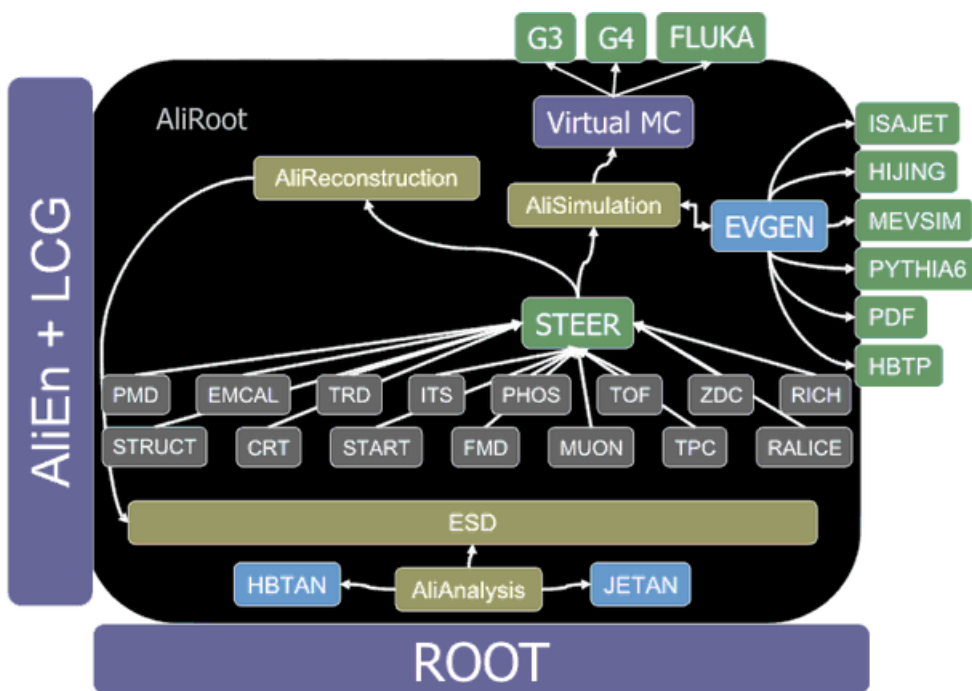 G3
G4
FLUKA
AliRoot
Virtual MC
ISAJET
AliReconstruction
HIJING
AliSimulation
EVGEN
MEVSIM
PYTHIA6
STEER
PDF
HBTP
PMD
EMCAL
TRD
ITS
PHOS
TOF
ZDC
RICH
STRUCT
CRT
START
FMD
MUON
TPC
RALICE
ESD
HBTAN
AliAnalysis
JETAN
AliEn + LCG
ROOT